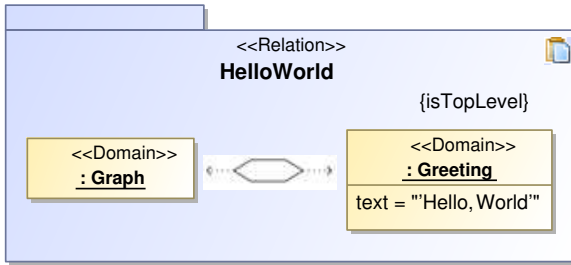 <<Relation>>
HelloWorld
{isTopLevel}
<<Domain>>
: Graph
<<Domain>>
: Greeting
text = "'Hello, World'"